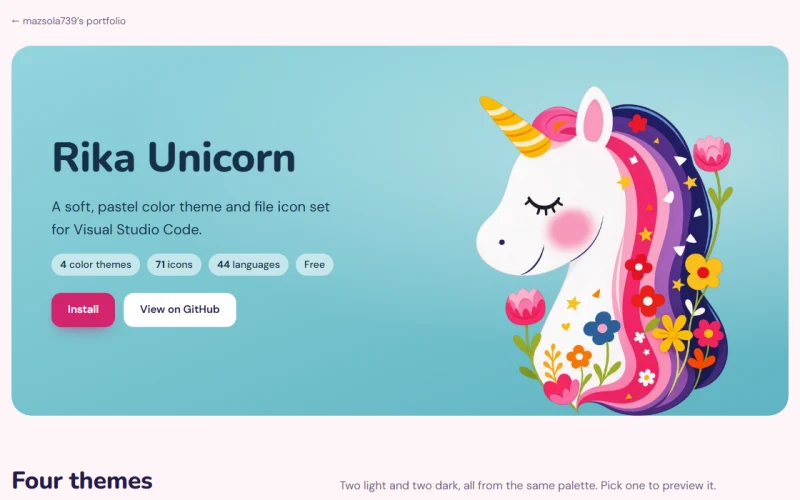 ← mazsola739's portfolio
Rika Unicorn
A soft, pastel color theme and file icon set
for Visual Studio Code.
4 color themes 71 icons 44 languages Free
Install View on GitHub
Four themes
Two light and two dark, all from the same palette. Pick one to preview it.